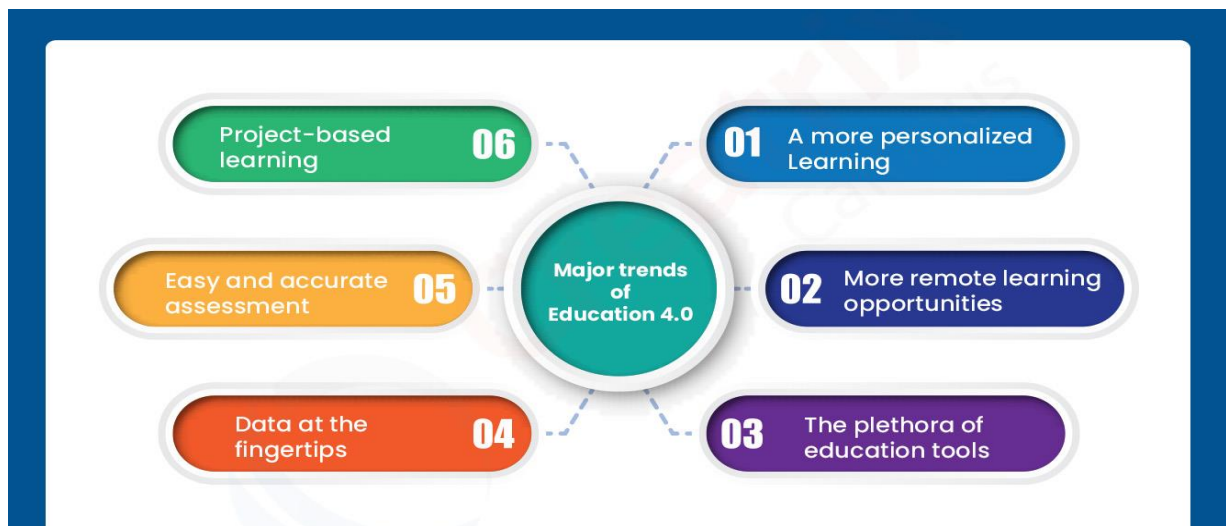 Project-based
learning
06
01
A more personalized
Learning
Easy and accurate
assessment
05
Major trends
of
Education 4.0
02
More remote learning
opportunities
Data at the
fingertips
04
03
The plethora of
education tools